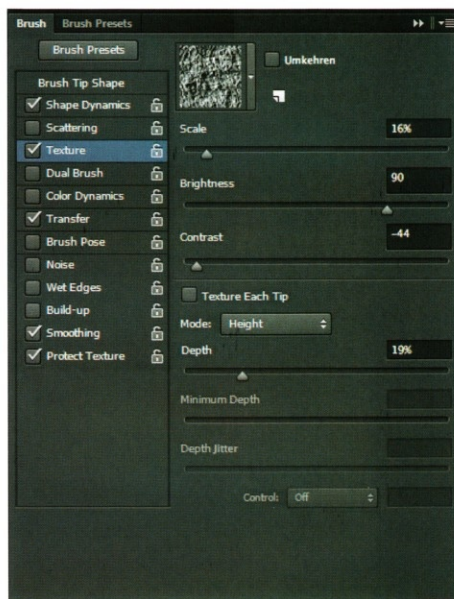 Brush Brush Presets
Brush Presets
Brush Tip Shape
Shape Dynamics
Scattering
Texture
Dual Brush
Color Dynamics
Transfer
Brush Pose
Noise
Wet Edges
Build-up
Smoothing
Protect Texture
Umkehren
Scale 16%
Brightness 90
Contrast -44
Texture Each Tip
Mode: Height
Depth 19%
Minimum Depth
Depth Jitter
Control: Off